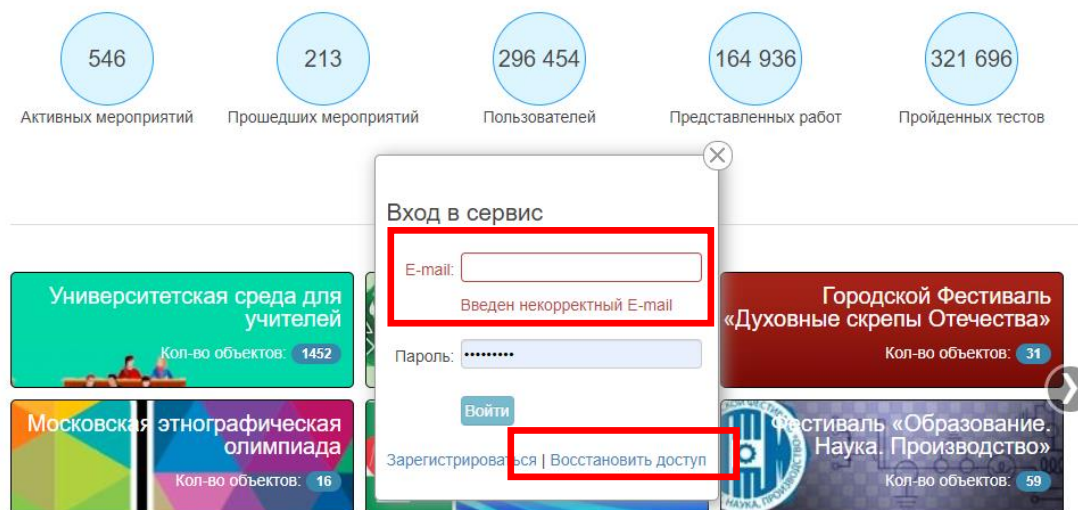 546
213
296 454
164 936
321 696
Активных мероприятий
Прошедших мероприятий
Пользователей
Представленных работ
Пройденных тестов
Вход в сервис
E-mail:
Введен некорректный E-mail
Университетская среда для
учителей
Кол-во объектов: 1452
Городской Фестиваль
«Духовные скрепы Отечества»
Кол-во объектов: 31
Пароль:
Войти
Зарегистрироваться | Восстановить доступ
Московская этнографическая
олимпиада
Кол-во объектов: 16
Фестиваль «Образование.
Наука. Производство»
Кол-во объектов: 59